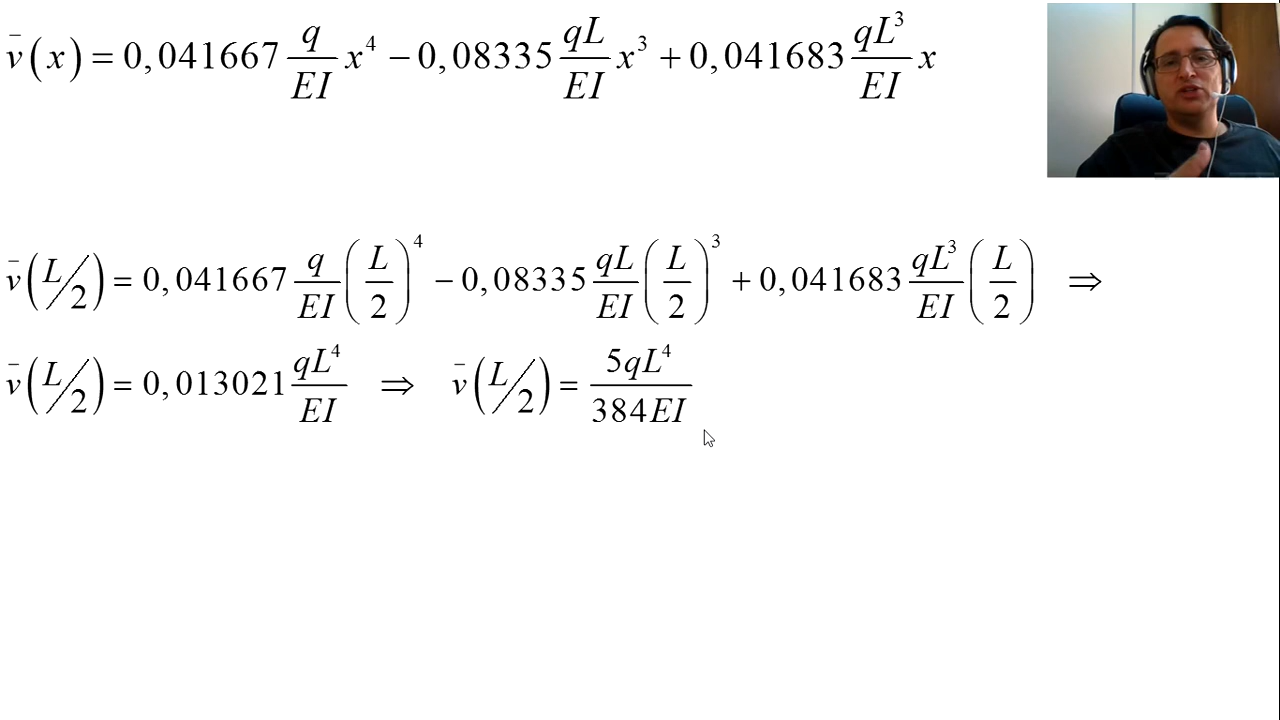 v̄(x) = 0,041667 q/EI x⁴ − 0,08335 qL/EI x³ + 0,041683 qL³/EI x
v̄(L/2) = 0,041667 q/EI (L/2)⁴ − 0,08335 qL/EI (L/2)³ + 0,041683 qL³/EI (L/2) ⇒
v̄(L/2) = 0,013021 qL⁴/EI ⇒ v̄(L/2) = 5qL⁴/384EI